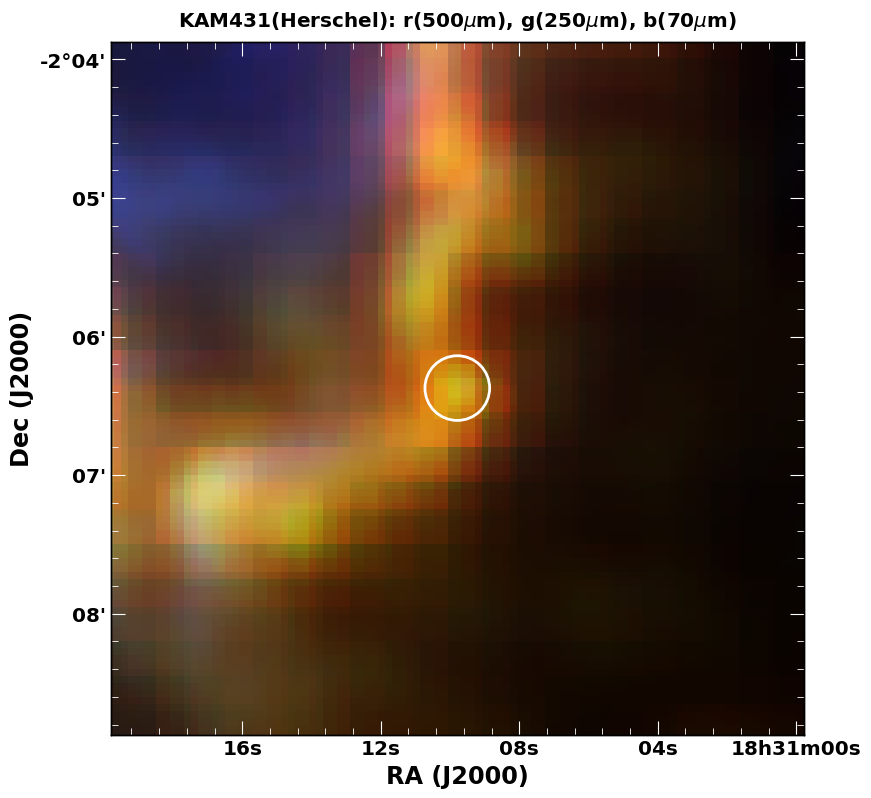 KAM431(Herschel): r(500μm), g(250μm), b(70μm)
-2°04'
05'
06'
07'
08'
Dec (J2000)
16s 12s 08s 04s 18h31m00s
RA (J2000)